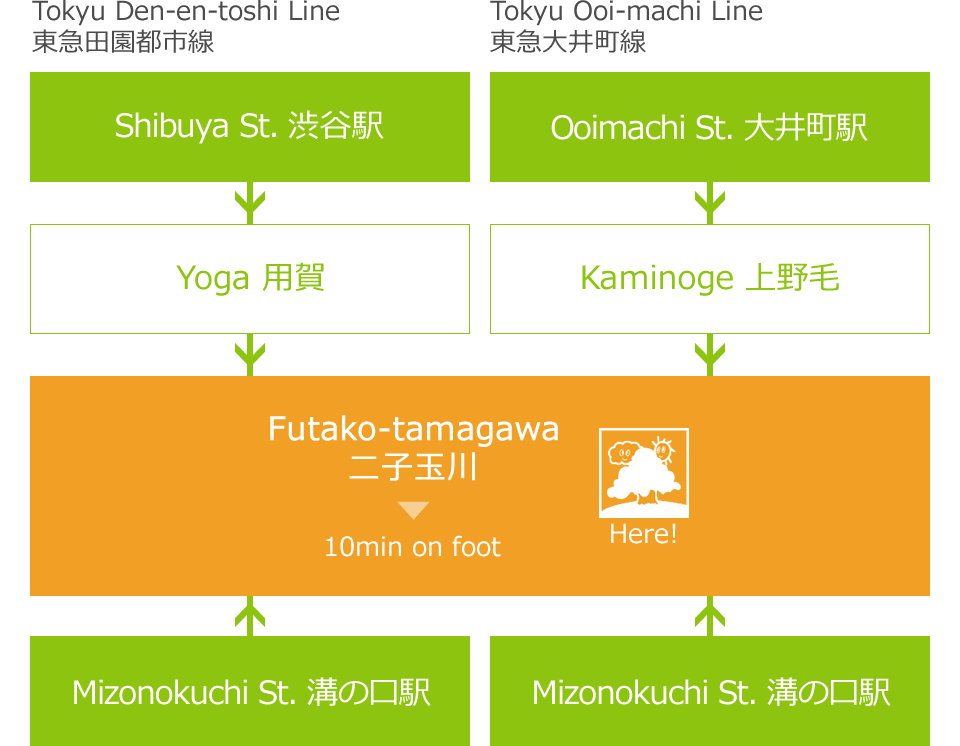 Tokyu Den-en-toshi Line
東急田園都市線
Tokyu Ooi-machi Line
東急大井町線
Shibuya St. 渋谷駅
Ooimachi St. 大井町駅
Yoga 用賀
Kaminoge 上野毛
Futako-tamagawa
二子玉川
10min on foot
Here!
Mizonokuchi St. 溝の口駅
Mizonokuchi St. 溝の口駅